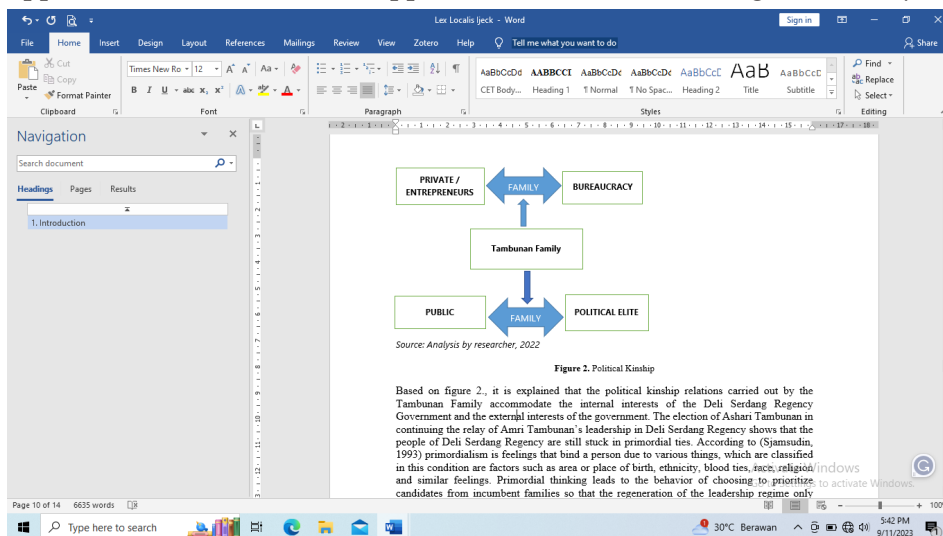 Lex Localis ljeck - Word
Sign in
File Home Insert Design Layout References Mailings Review View Zotero Help Tell me what you want to do Share
Paste
Cut
Copy
Format Painter
Clipboard
Times New Ro 12
Font
Paragraph
AaBbCcDd AABBCCI AaBbCcDc AaBbCcDc AaBbCcC AaB AaBbCcC
CET Body... Heading 1 ¶ Normal ¶ No Spac... Heading 2 Title Subtitle
Styles
Find
Replace
Select
Editing
Navigation
Search document
Headings Pages Results
1. Introduction
PRIVATE /
ENTREPRENEURS
FAMILY
BUREAUCRACY
Tambunan Family
PUBLIC
FAMILY
POLITICAL ELITE
Source: Analysis by researcher, 2022
Figure 2. Political Kinship
Based on figure 2., it is explained that the political kinship relations carried out by the
Tambunan Family accommodate the internal interests of the Deli Serdang Regency
Government and the external interests of the government. The election of Ashari Tambunan in
continuing the relay of Amri Tambunan's leadership in Deli Serdang Regency shows that the
people of Deli Serdang Regency are still stuck in primordial ties. According to (Sjamsudin,
1993) primordialism is feelings that bind a person due to various things, which are classified
in this condition are factors such as area or place of birth, ethnicity, blood ties, race, religion
and similar feelings. Primordial thinking leads to the behavior of choosing to prioritize
candidates from incumbent families so that the regeneration of the leadership regime only
Page 10 of 14 6635 words
100
Type here to search
30°C Berawan
5:42 PM
9/11/2023